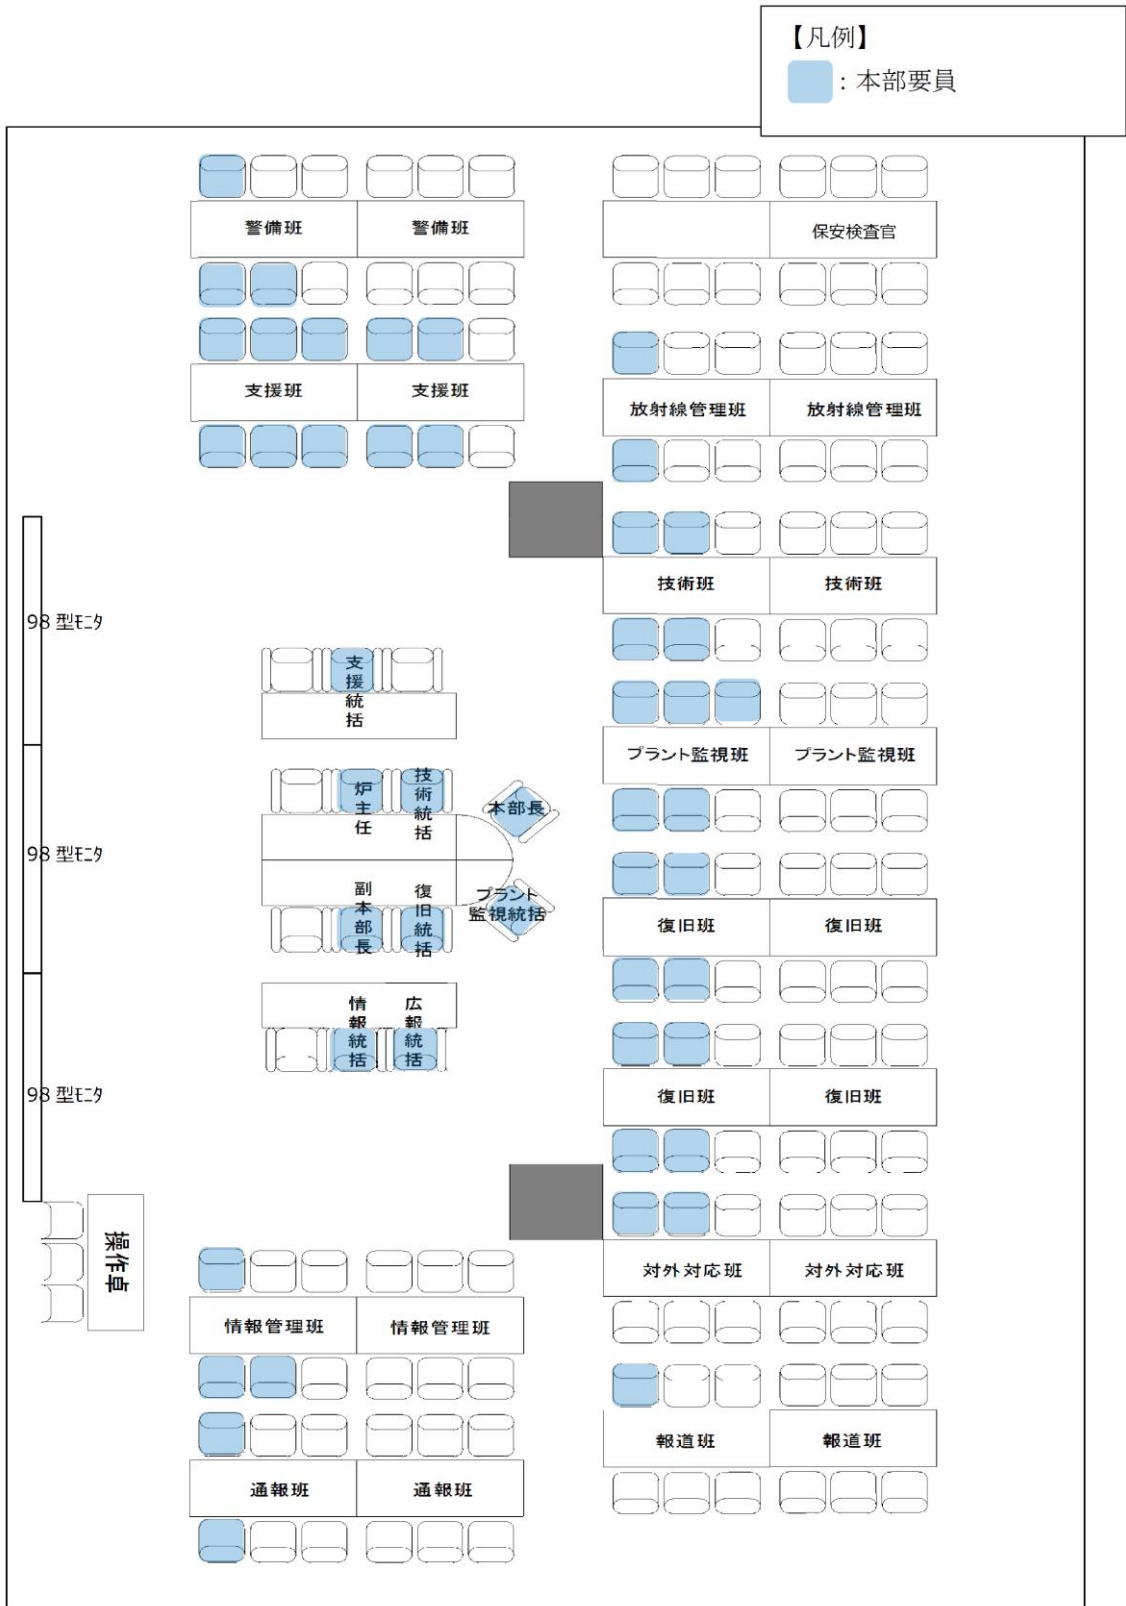 【凡例】
：本部要員
警備班
警備班
保安検査官
支援班
支援班
放射線管理班
放射線管理班
技術班
技術班
98 型ﾓﾆﾀ
支援統括
プラント監視班
プラント監視班
炉主任
技術統括
本部長
98 型ﾓﾆﾀ
副本部長
復旧統括
プラント
監視統括
復旧班
復旧班
情報統括
広報統括
98 型ﾓﾆﾀ
復旧班
復旧班
操作卓
対外対応班
対外対応班
情報管理班
情報管理班
報道班
報道班
通報班
通報班